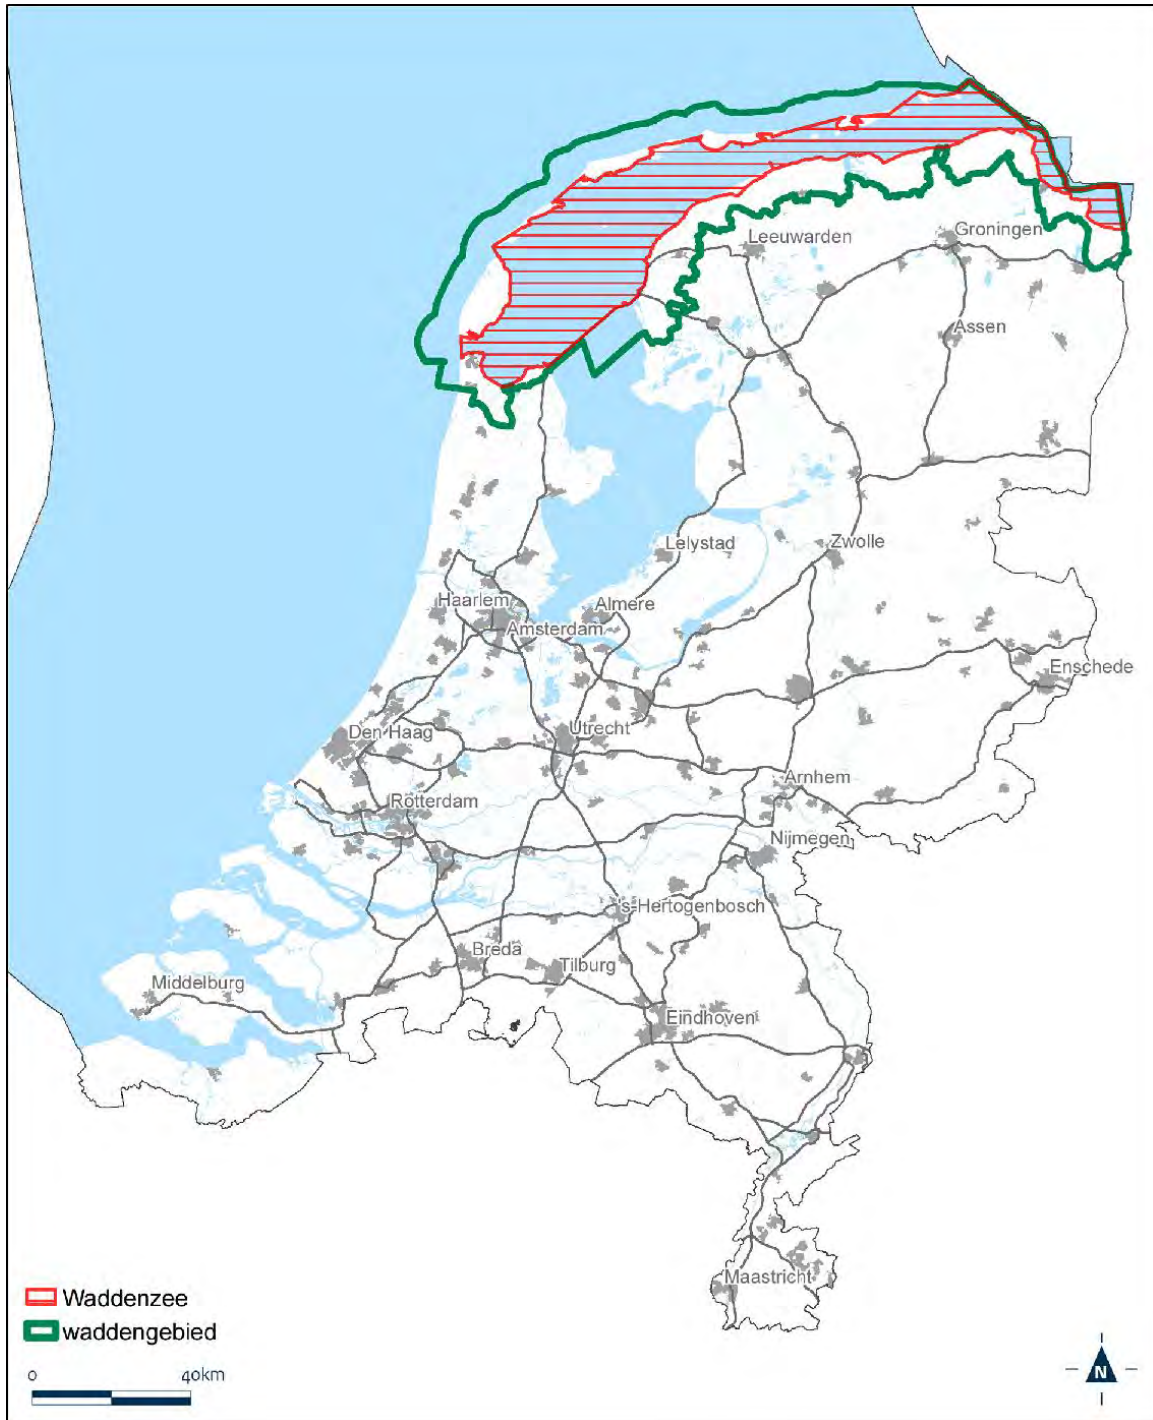 Leeuwarden
Groningen
Assen
Lelystad
Zwolle
Haarlem
Almere
Amsterdam
Enschede
Den Haag
Utrecht
Arnhem
Rotterdam
Nijmegen
's-Hertogenbosch
Breda
Tilburg
Middelburg
Eindhoven
Maastricht
Waddenzee
waddengebied
0 40km
N